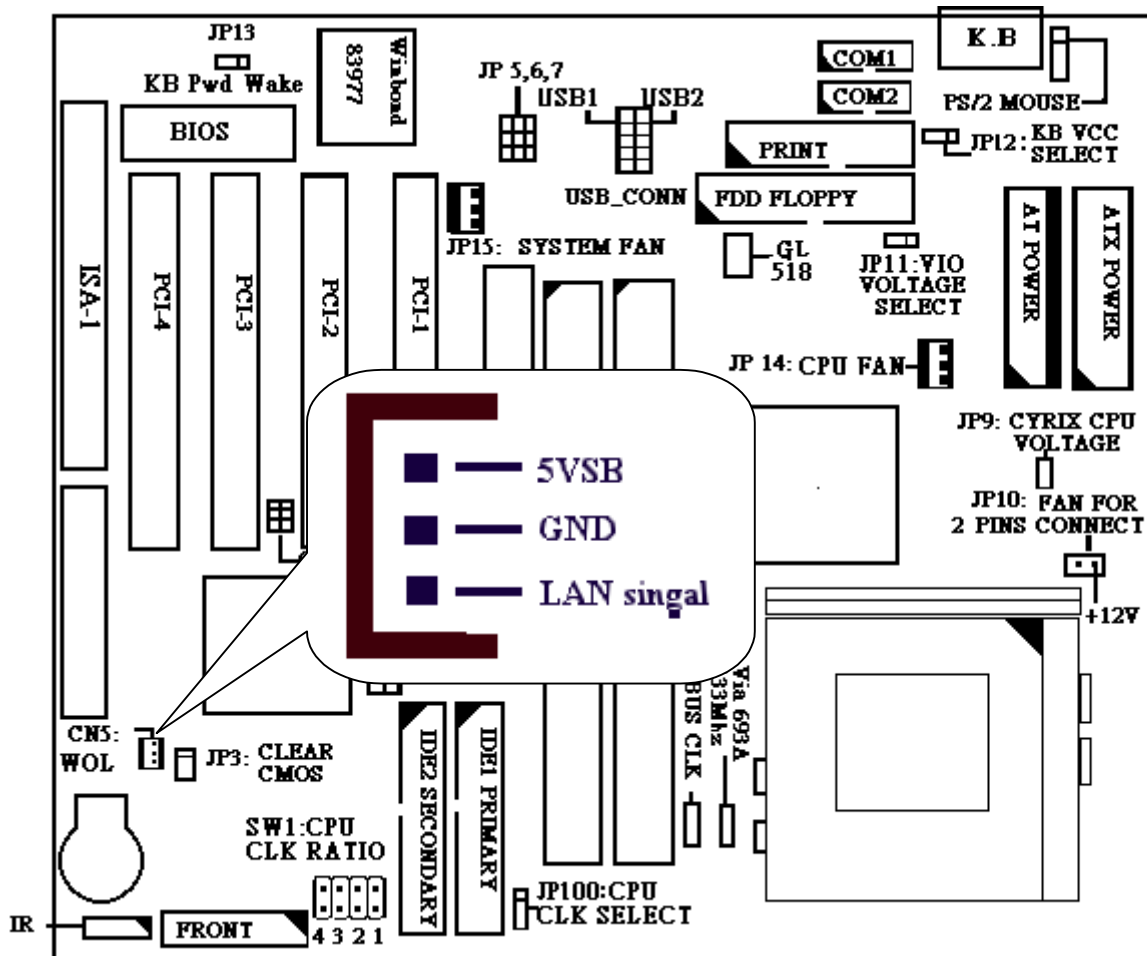 JP13
KB Pwd Wake
Winbond
83977
JP 5,6,7
USB1
USB2
USB_CONN
COM1
COM2
K.B
PS/2 MOUSE
BIOS
PRINT
JP12:
KB VCC
SELECT
FDD FLOPPY
JP15: SYSTEM FAN
GL
518
JP11:VIO
VOLTAGE
SELECT
AT POWER
ATX POWER
ISA-1
PCI-4
PCI-3
PCI-2
PCI-1
JP 14: CPU FAN
JP9: CYRIX CPU
VOLTAGE
JP10: FAN FOR
2 PINS CONNECT
+12V
5VSB
GND
LAN singal
Via 693A
33Mhz
BUS CLK
CN5:
WOL
JP3: CLEAR
CMOS
IDE2 SECONDARY
IDE1 PRIMARY
SW1:CPU
CLK RATIO
4 3 2 1
JP100:CPU
CLK SELECT
IR
FRONT